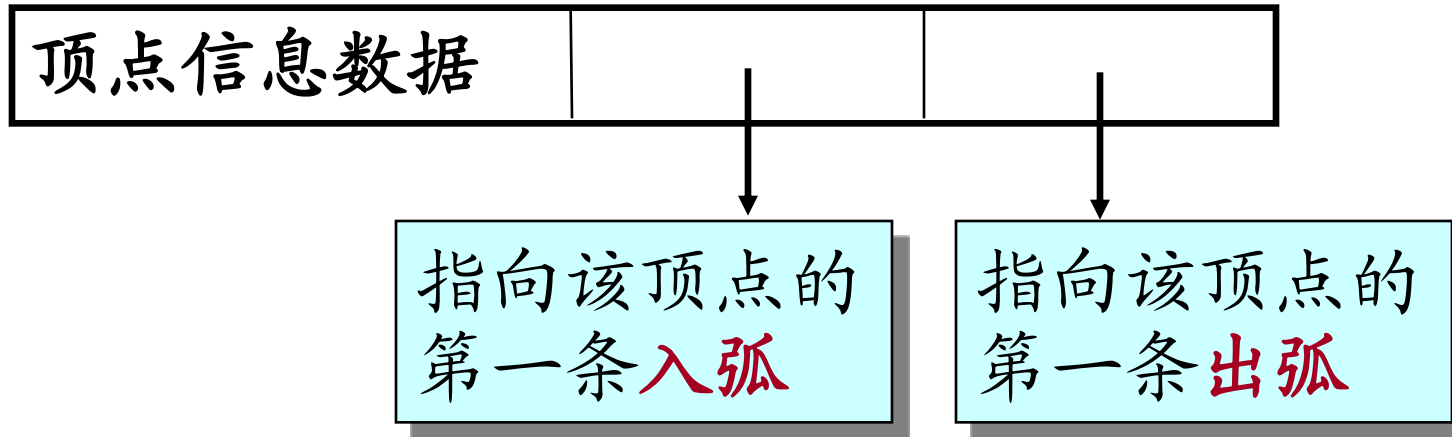 顶点信息数据
指向该顶点的
第一条入弧
指向该顶点的
第一条出弧